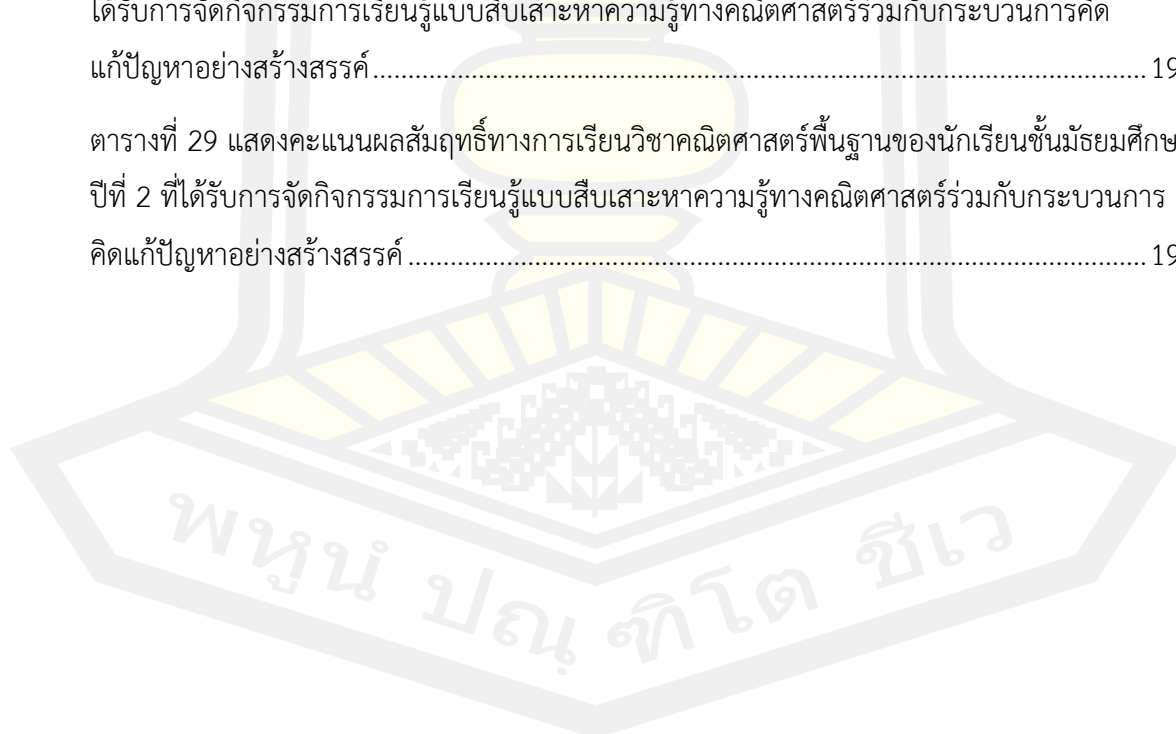 ได้รับการจัดกิจกรรมการเรียนรู้แบบสืบเสาะหาความรู้ทางคณิตศาสตร์ร่วมกับกระบวนการคิด
แก้ปัญหาอย่างสร้างสรรค์ ........................................................................................................ 19
ตารางที่ 29 แสดงคะแนนผลสัมฤทธิ์ทางการเรียนวิชาคณิตศาสตร์พื้นฐานของนักเรียนชั้นมัธยมศึกษ
ปีที่ 2 ที่ได้รับการจัดกิจกรรมการเรียนรู้แบบสืบเสาะหาความรู้ทางคณิตศาสตร์ร่วมกับกระบวนการ
คิดแก้ปัญหาอย่างสร้างสรรค์ .................................................................................................... 19
พหูนํ ปณฺฑิโต ชีเว